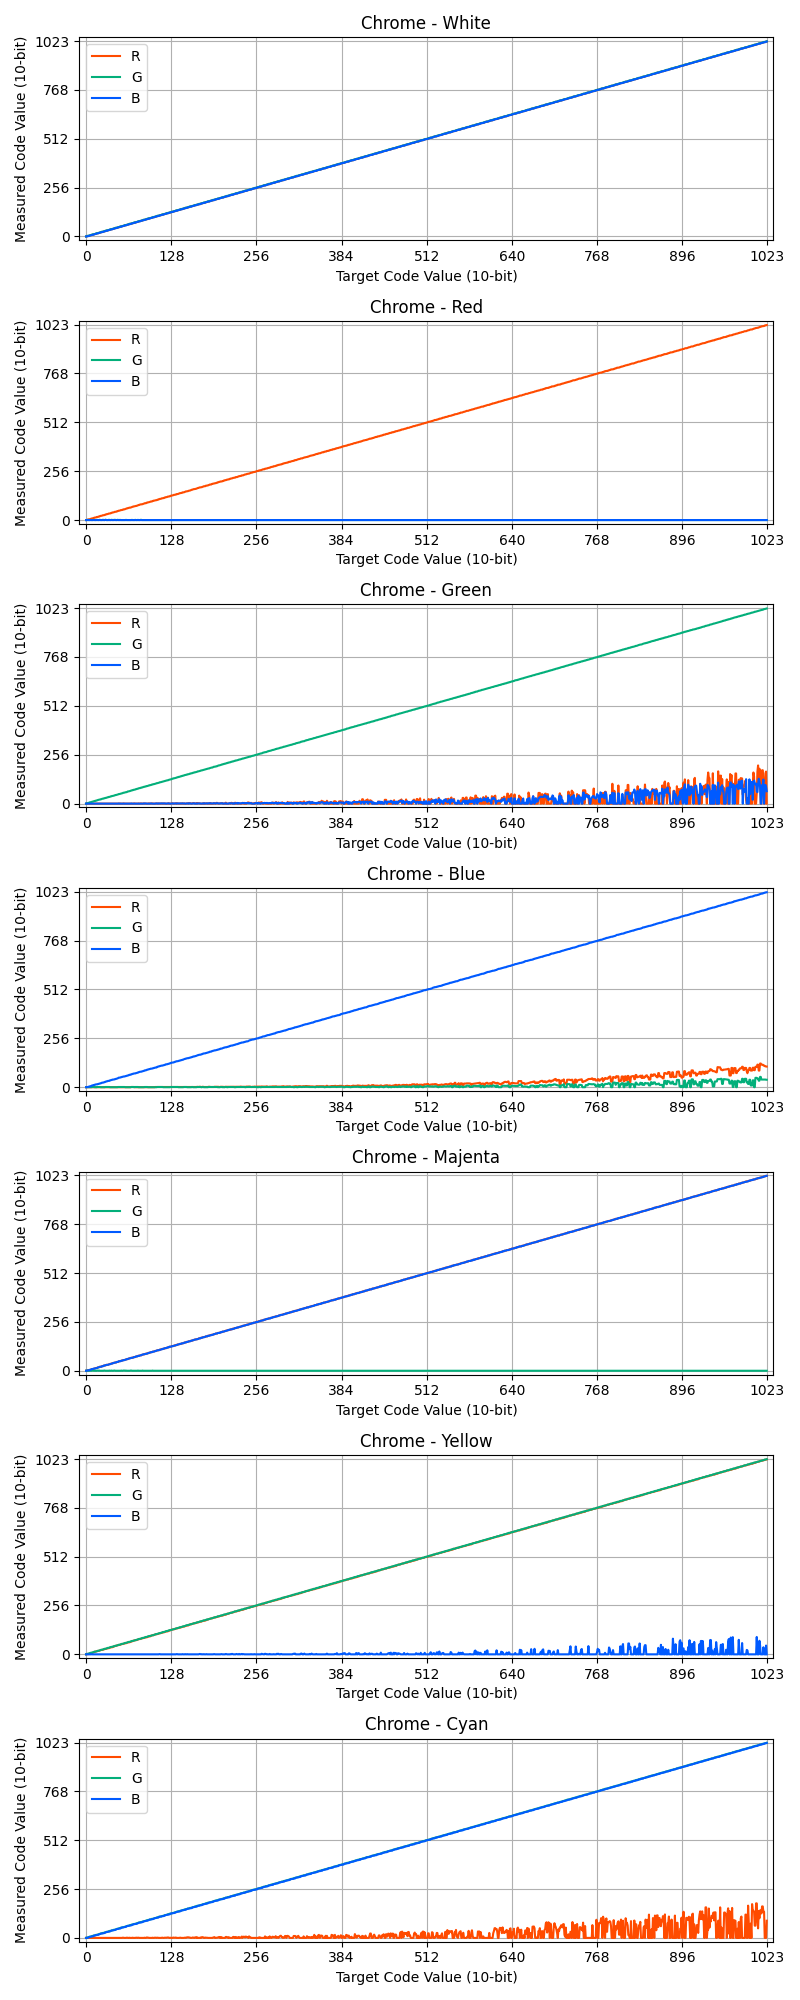 Chrome - White
Measured Code Value (10-bit)
1023
768
512
256
0
R
G
B
0 128 256 384 512 640 768 896 1023
Target Code Value (10-bit)
Chrome - Red
Measured Code Value (10-bit)
1023
768
512
256
0
R
G
B
0 128 256 384 512 640 768 896 1023
Target Code Value (10-bit)
Chrome - Green
Measured Code Value (10-bit)
1023
768
512
256
0
R
G
B
0 128 256 384 512 640 768 896 1023
Target Code Value (10-bit)
Chrome - Blue
Measured Code Value (10-bit)
1023
768
512
256
0
R
G
B
0 128 256 384 512 640 768 896 1023
Target Code Value (10-bit)
Chrome - Majenta
Measured Code Value (10-bit)
1023
768
512
256
0
R
G
B
0 128 256 384 512 640 768 896 1023
Target Code Value (10-bit)
Chrome - Yellow
Measured Code Value (10-bit)
1023
768
512
256
0
R
G
B
0 128 256 384 512 640 768 896 1023
Target Code Value (10-bit)
Chrome - Cyan
Measured Code Value (10-bit)
1023
768
512
256
0
R
G
B
0 128 256 384 512 640 768 896 1023
Target Code Value (10-bit)